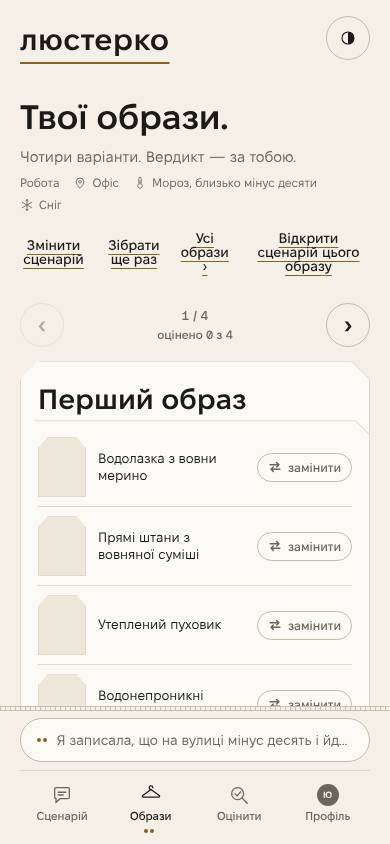 люстерко
Твої образи.
Чотири варіанти. Вердикт — за тобою.
Робота Офіс Мороз, близько мінус десяти
Сніг
Змінити
сценарій
Зібрати
ще раз
Усі
образи
›
Відкрити
сценарій цього
образу
‹ 1 / 4 ›
оцінено 0 з 4
Перший образ
Водолазка з вовни
мерино
замінити
Прямі штани з
вовняної суміші
замінити
Утеплений пуховик
замінити
Водонепроникні
замінити
Я записала, що на вулиці мінус десять і йд…
Сценарій Образи Оцінити Профіль
Ю